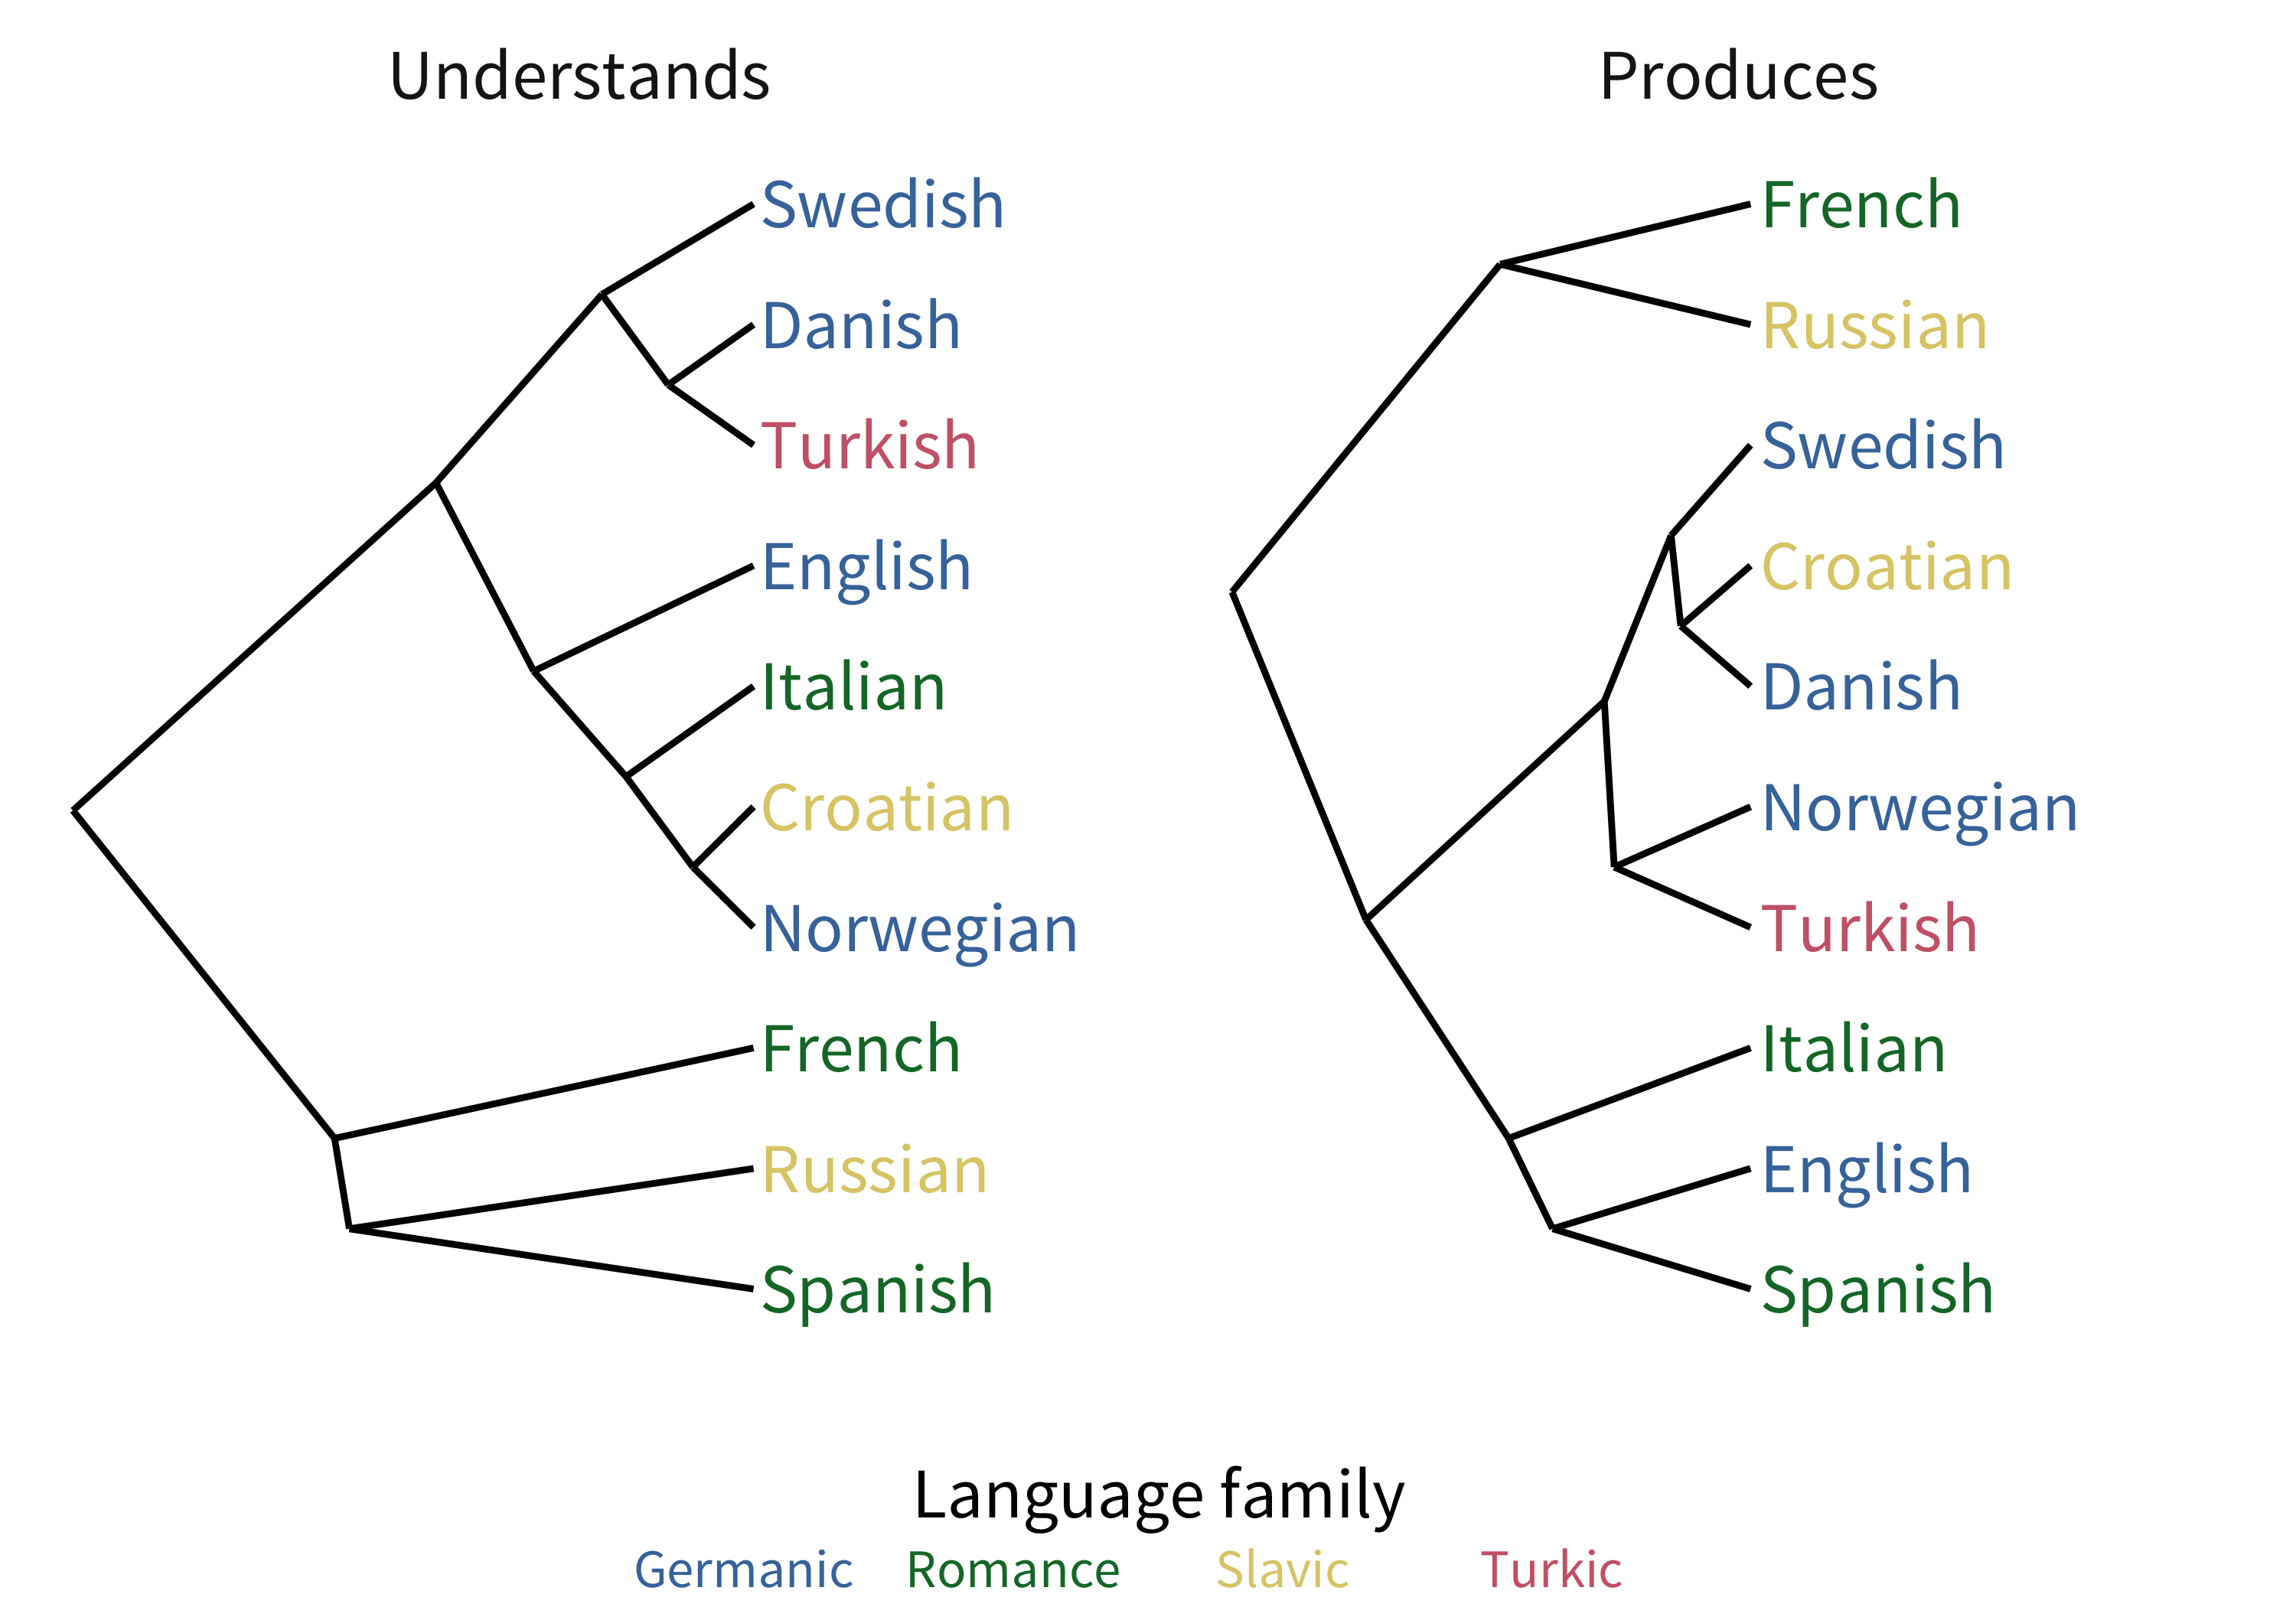 Understands
Swedish
Danish
Turkish
English
Italian
Croatian
Norwegian
French
Russian
Spanish
Produces
French
Russian
Swedish
Croatian
Danish
Norwegian
Turkish
Italian
English
Spanish
Language family
Germanic Romance Slavic Turkic